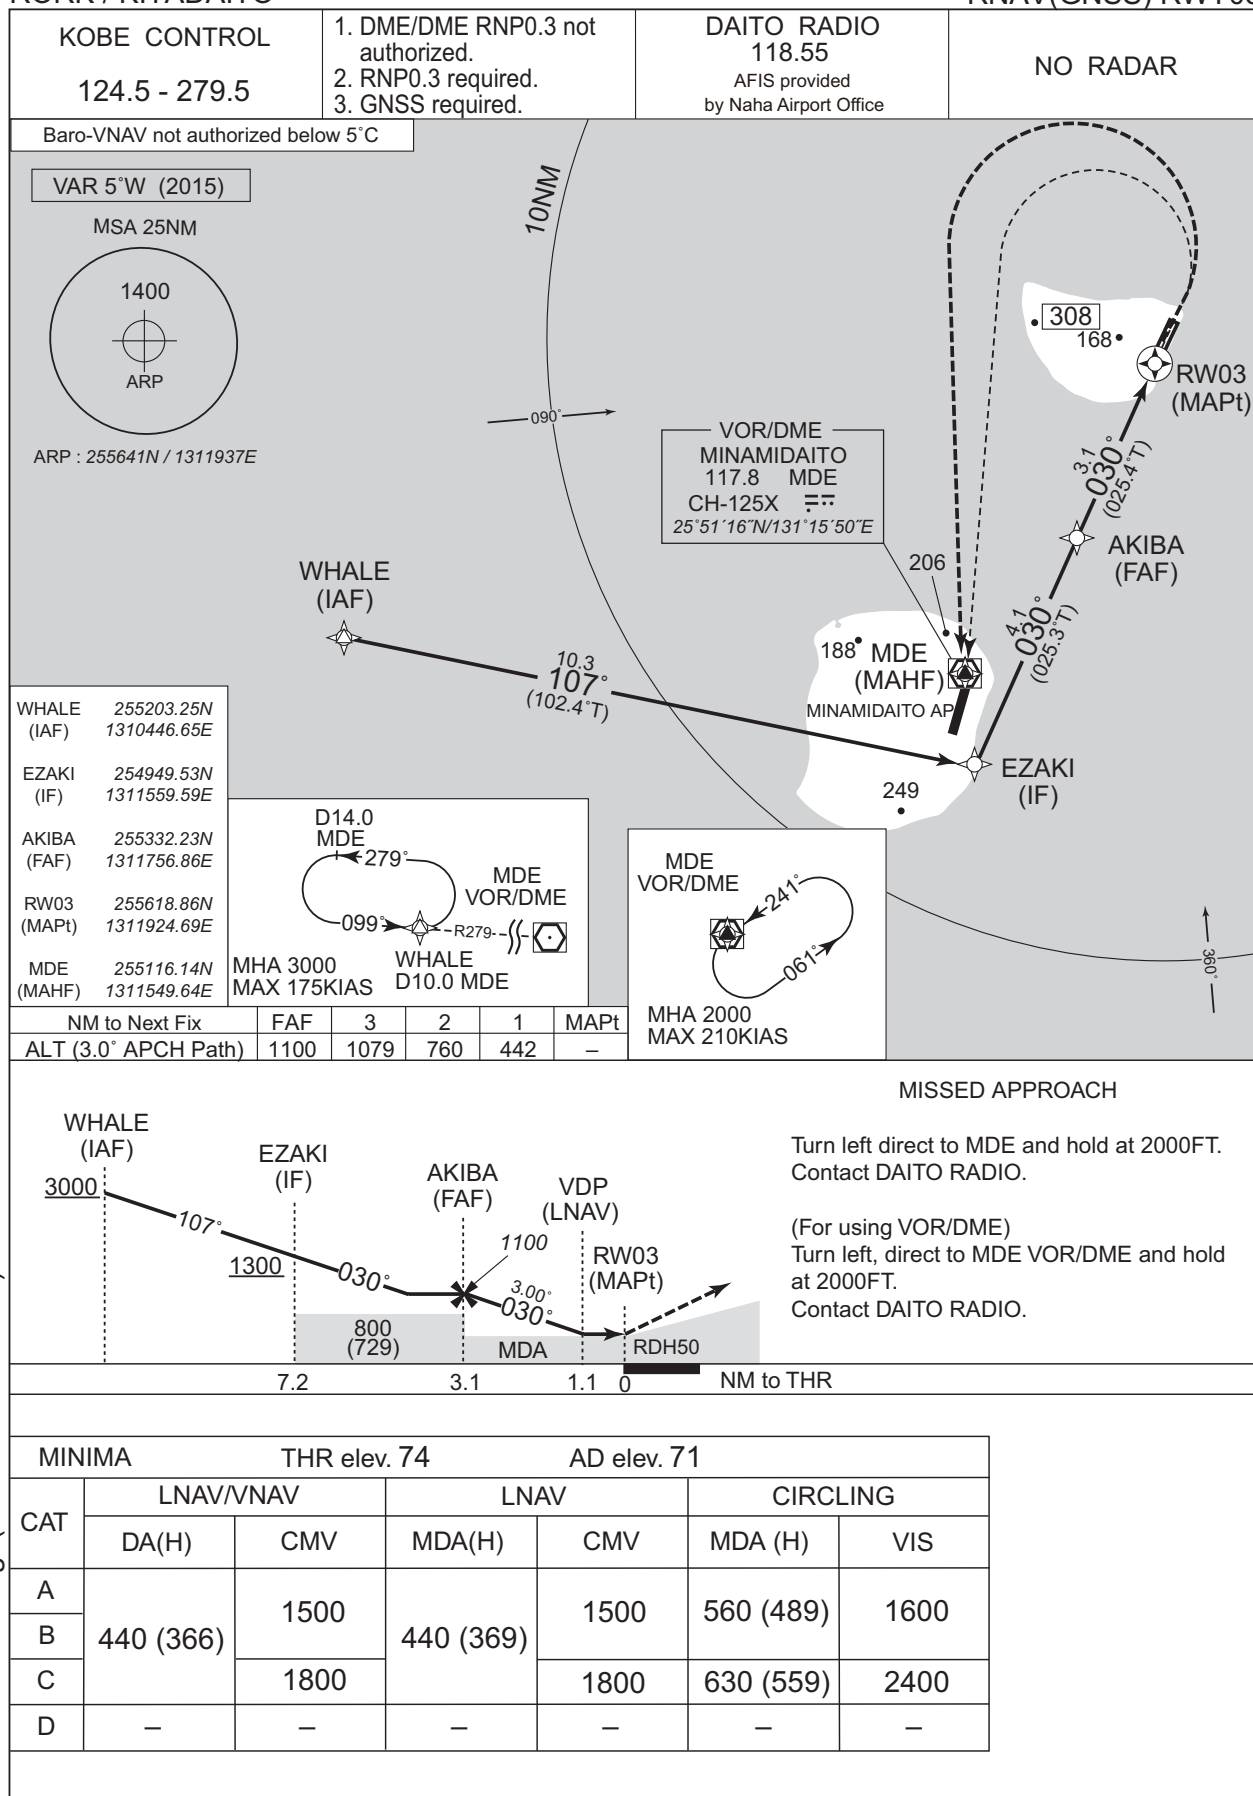 KOBE CONTROL
124.5 - 279.5
1. DME/DME RNP0.3 not
authorized.
2. RNP0.3 required.
3. GNSS required.
DAITO RADIO
118.55
AFIS provided
by Naha Airport Office
NO RADAR
Baro-VNAV not authorized below 5˚C
VAR 5˚W (2015)
MSA 25NM
1400
ARP
ARP : 255641N / 1311937E
10NM
090˚
308
168
RW03
(MAPt)
VOR/DME
MINAMIDAITO
117.8 MDE
CH-125X
25˚51´16˝N/131˚15´50˝E
3.1
030˚
(025.4˚T)
AKIBA
(FAF)
206
WHALE
(IAF)
4.1
030˚
(025.3˚T)
188
MDE
(MAHF)
MINAMIDAITO AP
10.3
107˚
(102.4˚T)
EZAKI
(IF)
249
WHALE 255203.25N
(IAF) 1310446.65E
EZAKI 254949.53N
(IF) 1311559.59E
AKIBA 255332.23N
(FAF) 1311756.86E
RW03 255618.86N
(MAPt) 1311924.69E
MDE 255116.14N
(MAHF) 1311549.64E
D14.0
MDE
279˚
MDE
VOR/DME
099˚
R279
WHALE
D10.0 MDE
MHA 3000
MAX 175KIAS
MDE
VOR/DME
241˚
061˚
MHA 2000
MAX 210KIAS
360˚
NM to Next Fix FAF 3 2 1 MAPt
ALT (3.0˚ APCH Path) 1100 1079 760 442 –
MISSED APPROACH
Turn left direct to MDE and hold at 2000FT.
Contact DAITO RADIO.
(For using VOR/DME)
Turn left, direct to MDE VOR/DME and hold
at 2000FT.
Contact DAITO RADIO.
WHALE
(IAF)
EZAKI
(IF)
AKIBA
(FAF)
VDP
(LNAV)
RW03
(MAPt)
3000
107˚
1300
030˚
1100
3.00˚
030˚
800
(729)
MDA
RDH50
7.2 3.1 1.1 0 NM to THR
MINIMA THR elev. 74 AD elev. 71
CAT LNAV/VNAV LNAV CIRCLING
DA(H) CMV MDA(H) CMV MDA (H) VIS
A
B
440 (366) 1500 440 (369) 1500 560 (489) 1600
C 1800 1800 630 (559) 2400
D – – – – – –